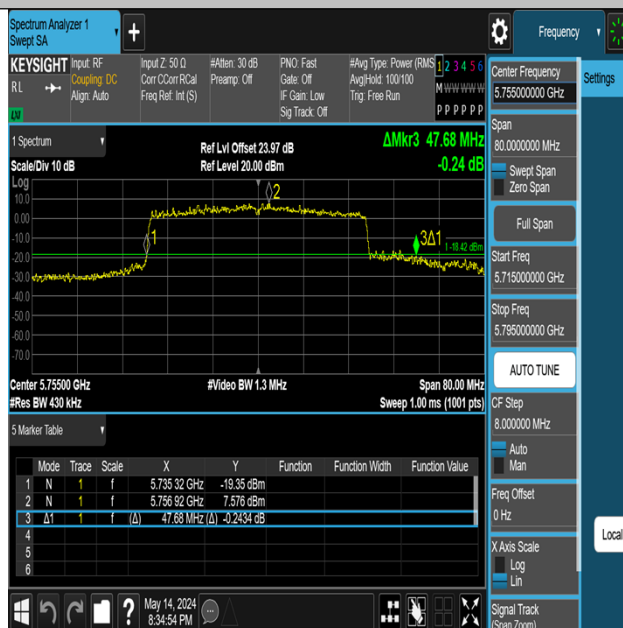 Spectrum Analyzer 1
Swept SA
+
Frequency
KEYSIGHT
RL
Input: RF
Coupling: DC
Align: Auto
Input Z: 50 Ω
Corr CCorr RCal
Freq Ref: Int (S)
#Atten: 30 dB
Preamp: Off
PNO: Fast
Gate: Off
IF Gain: Low
Sig Track: Off
#Avg Type: Power (RMS
Avg|Hold: 100/100
Trig: Free Run
1 2 3 4 5 6
M W W W W W
P P P P P P
LXI
1 Spectrum
Scale/Div 10 dB
Ref Lvl Offset 23.97 dB
Ref Level 20.00 dBm
ΔMkr3 47.68 MHz
-0.24 dB
Log
10.0
0.00
-10.0
-20.0
-30.0
-40.0
-50.0
-60.0
-70.0
1
2
3Δ1
-18.42 dBm
Center 5.75500 GHz
#Res BW 430 kHz
#Video BW 1.3 MHz
Span 80.00 MHz
Sweep 1.00 ms (1001 pts)
5 Marker Table
Mode Trace Scale X Y Function Function Width Function Value
1 N 1 f 5.735 32 GHz -19.35 dBm
2 N 1 f 5.756 92 GHz 7.576 dBm
3 Δ1 1 f (Δ) 47.68 MHz (Δ) -0.2434 dB
4
5
6
?
May 14, 2024
8:34:54 PM
Center Frequency
5.755000000 GHz
Settings
Span
80.0000000 MHz
Swept Span
Zero Span
Full Span
Start Freq
5.715000000 GHz
Stop Freq
5.795000000 GHz
AUTO TUNE
CF Step
8.000000 MHz
Auto
Man
Freq Offset
0 Hz
Local
X Axis Scale
Log
Lin
Signal Track
(Span Zoom)